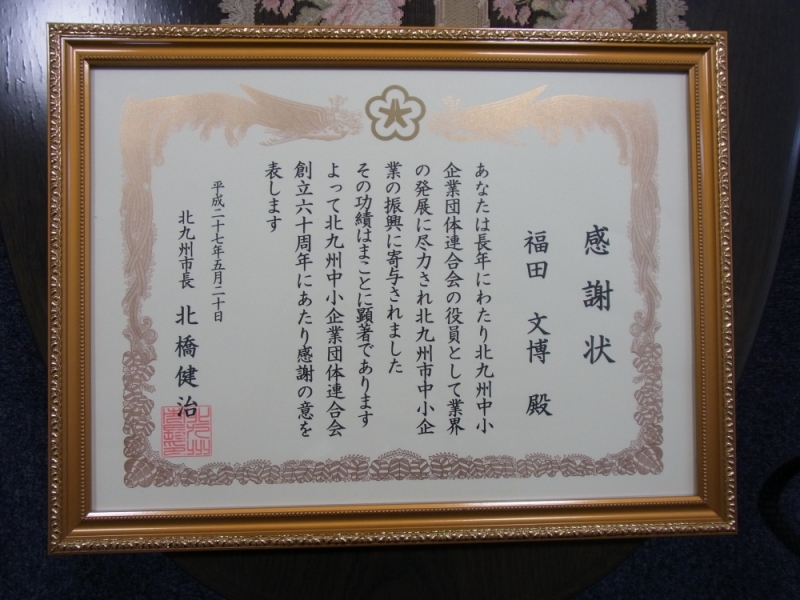 感謝状
福田 文博 殿
あなたは長年にわたり北九州中小
企業団体連合会の役員として業界
の発展に尽力され北九州市中小企
業の振興に寄与されました
その功績はまことに顕著であります
よって北九州中小企業団体連合会
創立六十周年にあたり感謝の意を
表します
平成二十七年五月二十日
北九州市長 北橋健治